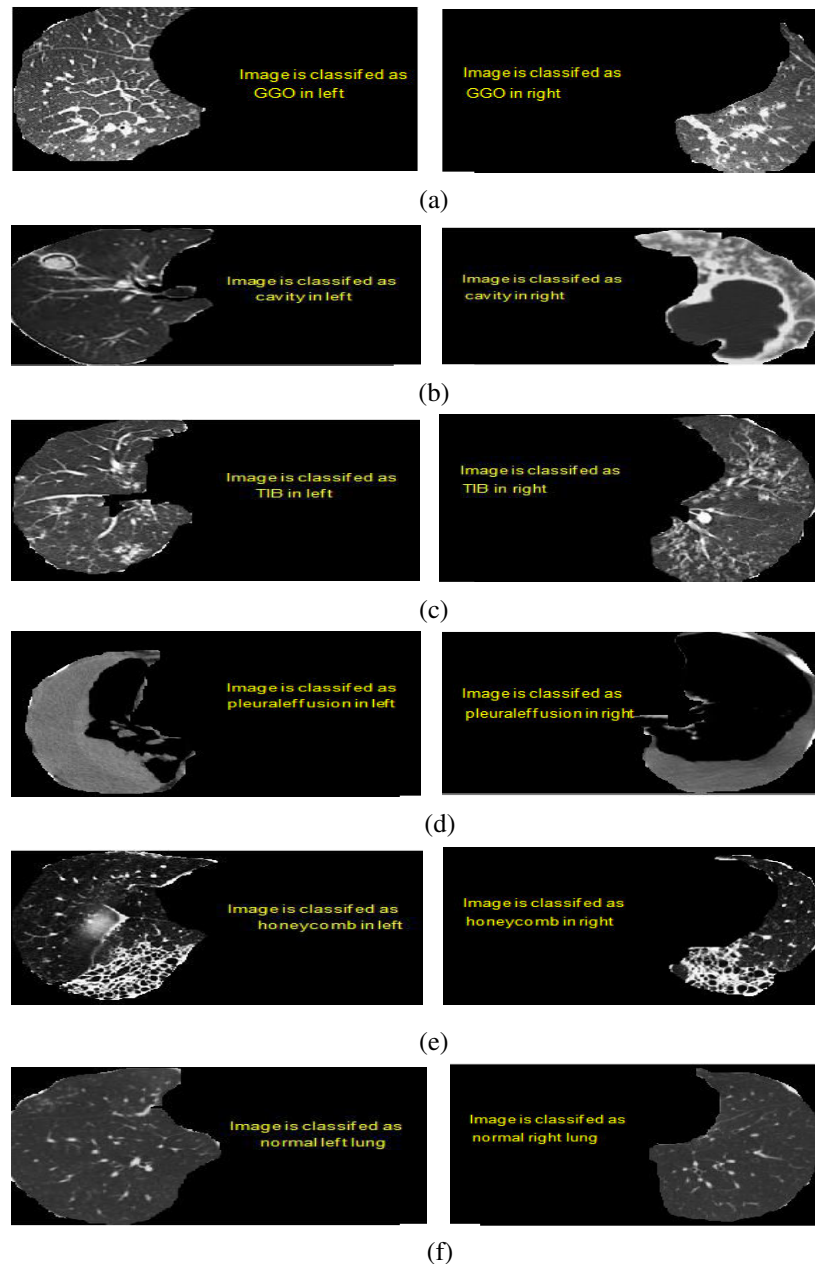 Image is classifed as
GGO in left
Image is classifed as
GGO in right
(a)
Image is classifed as
cavity in left
Image is classifed as
cavity in right
(b)
Image is classifed as
TIB in left
Image is classifed as
TIB in right
(c)
Image is classifed as
pleuraleffusion in left
Image is classifed as
pleuraleffusion in right
(d)
Image is classifed as
honeycomb in left
Image is classifed as
honeycomb in right
(e)
Image is classifed as
normal left lung
Image is classifed as
normal right lung
(f)